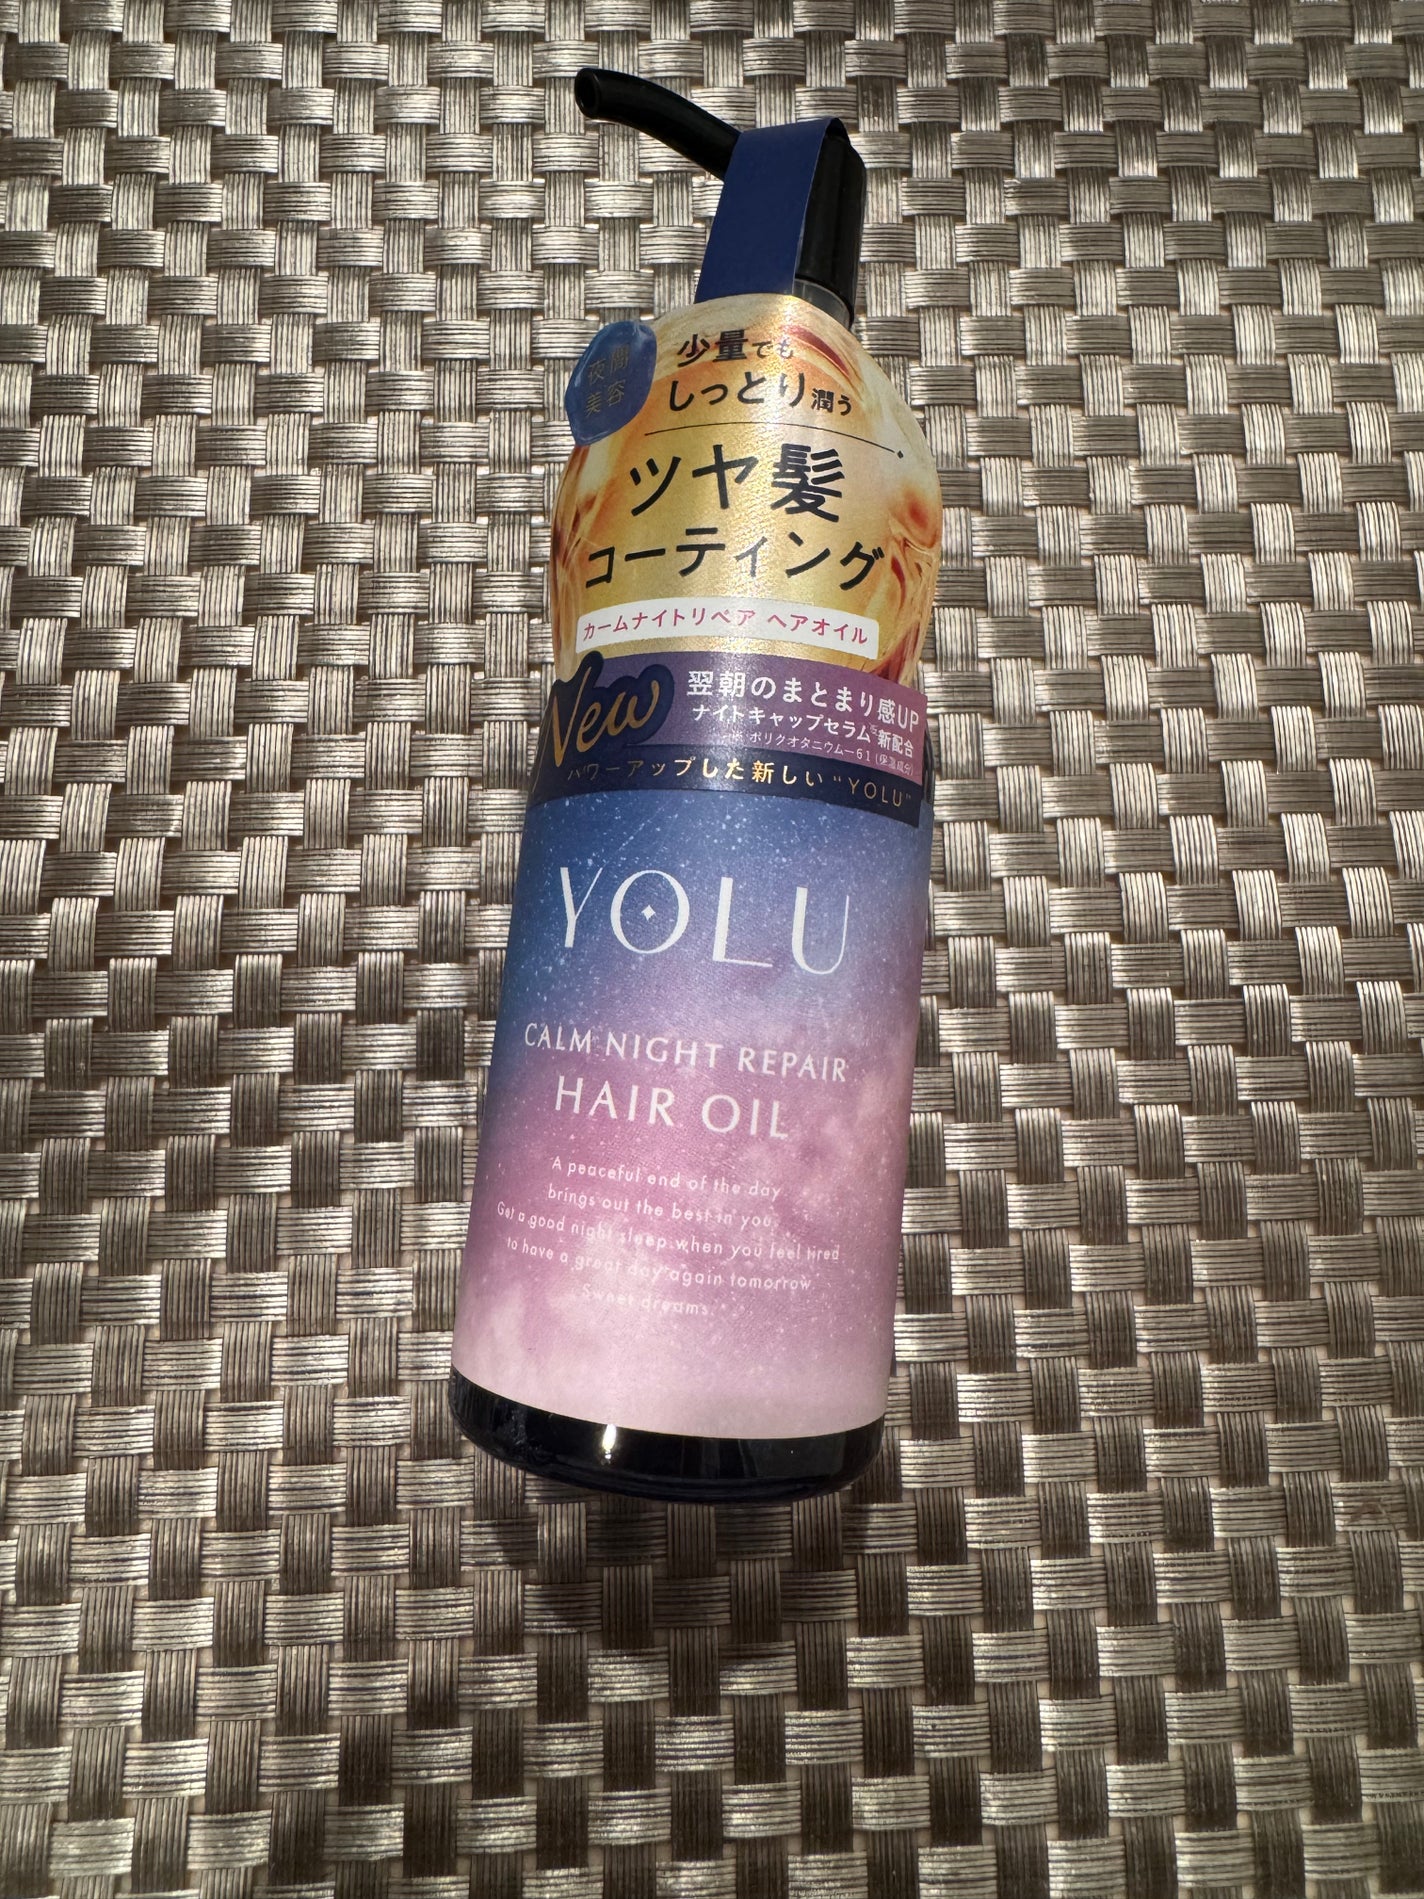 夜間
美容
少量でも
しっとり潤う
ツヤ髪
コーティング
カームナイトリペア ヘアオイル
New
翌朝のまとまり感UP
ナイトキャップセラム※新配合
※ ポリクオタニウム-61 (保湿成分)
パワーアップした新しい "YOLU"
YOLU
CALM NIGHT REPAIR
HAIR OIL
A peaceful end of the day
brings out the best in you.
Get a good night sleep when you feel tired
to have a great day again tomorrow.
Sweet dreams.